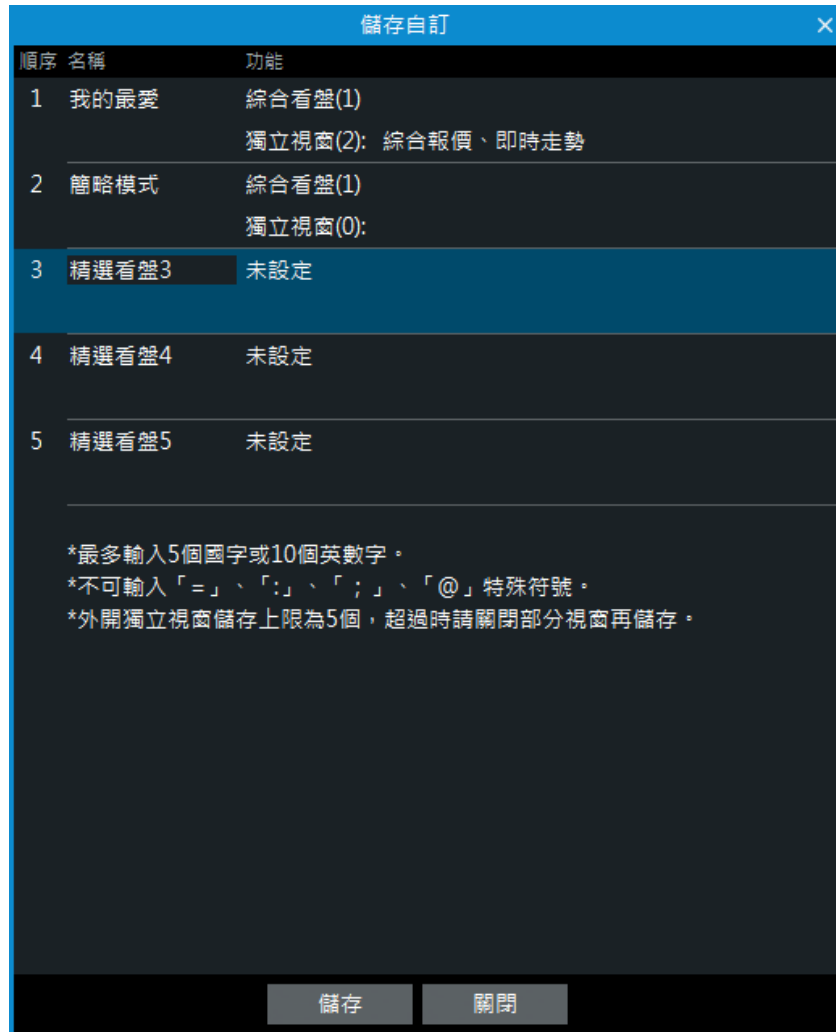 儲存自訂
順序 名稱 功能
1 我的最愛 綜合看盤(1)
獨立視窗(2): 綜合報價、即時走勢
2 簡略模式 綜合看盤(1)
獨立視窗(0):
3 精選看盤3 未設定
4 精選看盤4 未設定
5 精選看盤5 未設定
*最多輸入5個國字或10個英數字。
*不可輸入「=」、「:」、「;」、「@」特殊符號。
*外開獨立視窗儲存上限為5個，超過時請關閉部分視窗再儲存。
儲存 關閉